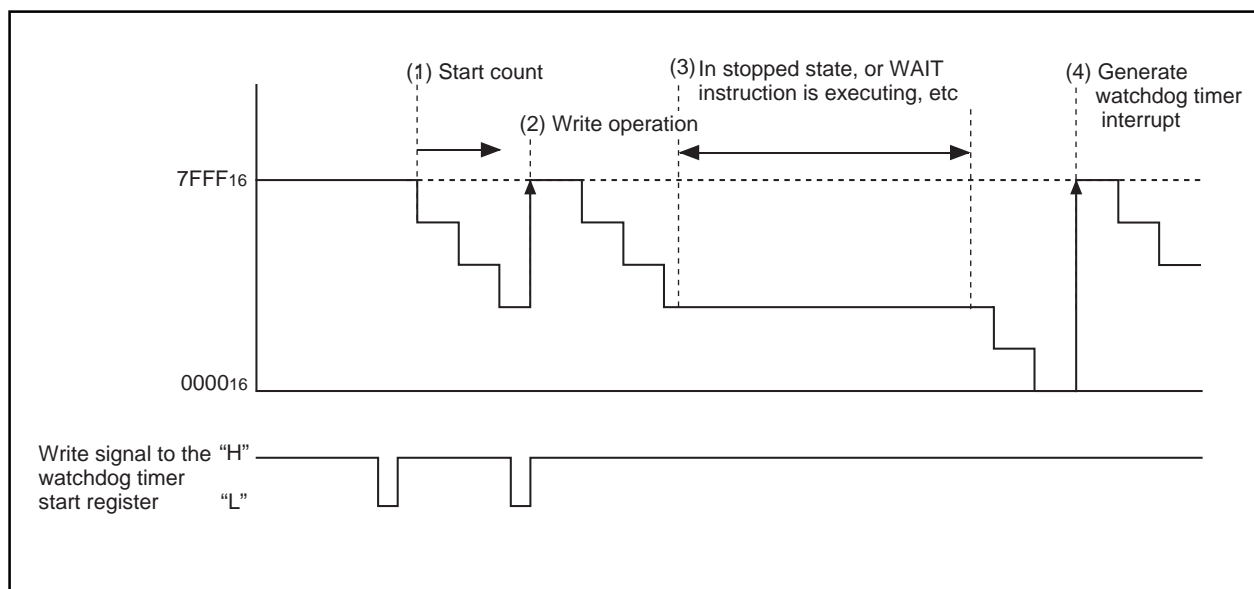 (1) Start count
(2) Write operation
(3) In stopped state, or WAIT
instruction is executing, etc
(4) Generate
watchdog timer
interrupt
7FFF16
000016
Write signal to the “H”
watchdog timer
start register “L”